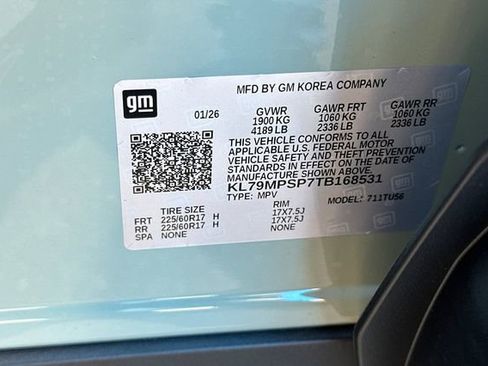 gm
MFD BY GM KOREA COMPANY
01/26 GVWR GAWR FRT GAWR RR
1900 KG 1060 KG 1060 KG
4189 LB 2336 LB 2336 LB
THIS VEHICLE CONFORMS TO ALL
APPLICABLE U.S. FEDERAL MOTOR
VEHICLE SAFETY AND THEFT PREVENTION
STANDARDS IN EFFECT ON THE DATE OF
MANUFACTURE SHOWN ABOVE.
KL79MPSP7TB168531
TYPE: MPV MODEL: 711TU56
TIRE SIZE RIM
FRT 225/60R17 H 17X7.5J
RR 225/60R17 H 17X7.5J
SPA NONE NONE